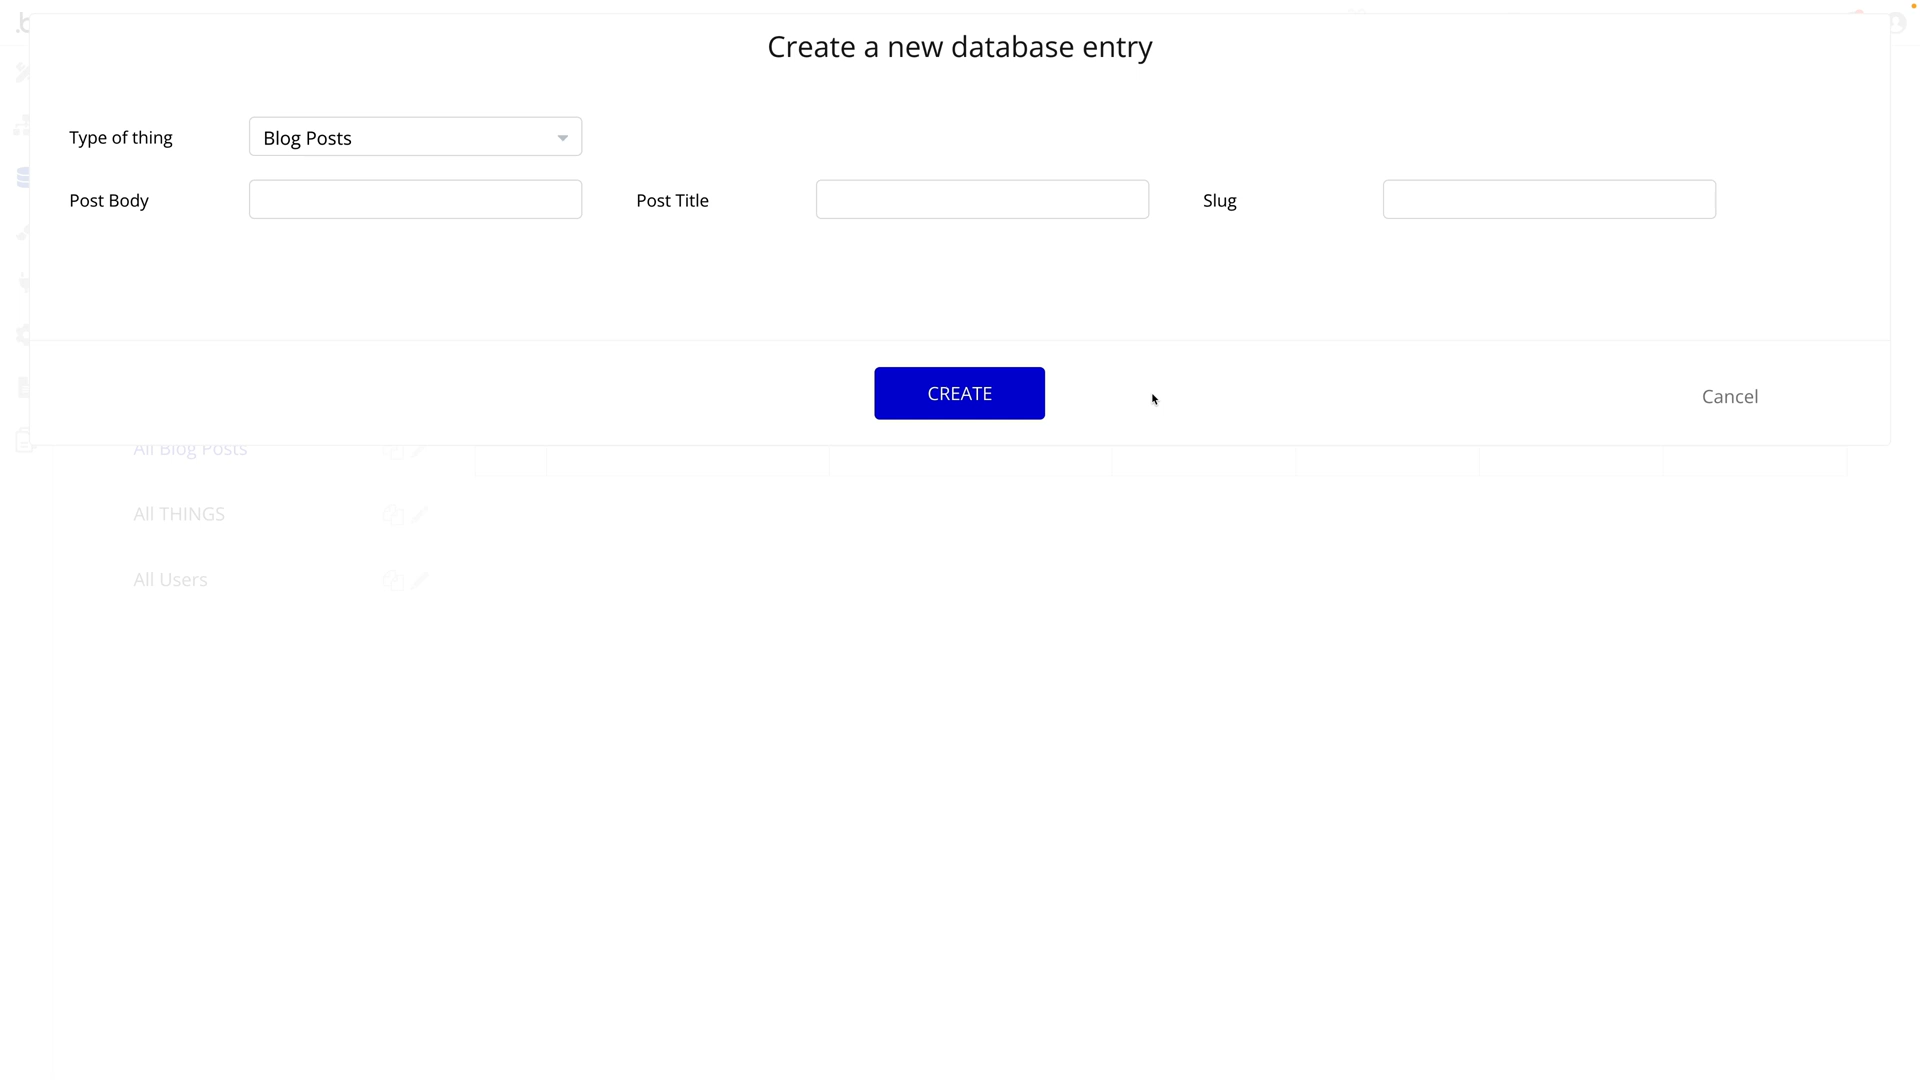 .b
Create a new database entry
Type of thing
Blog Posts
Post Body
Post Title
Slug
CREATE
Cancel
All Blog Posts
All THINGS
All Users